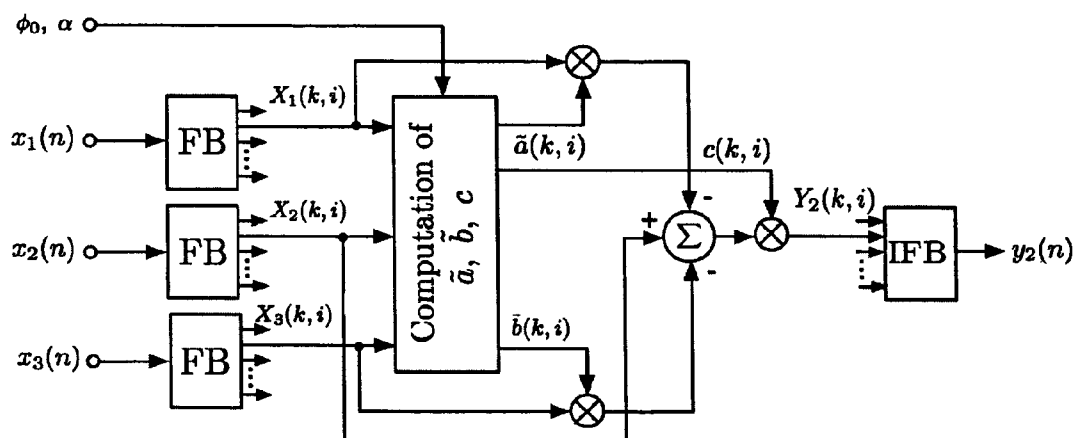 ϕ₀, α
X₁(k, i)
x₁(n)
FB
X₂(k, i)
x₂(n)
FB
X₃(k, i)
x₃(n)
FB
Computation of
ã, b̃, c
ã(k, i)
c(k, i)
b̃(k, i)
-
+
Σ
-
Y₂(k, i)
IFB
y₂(n)